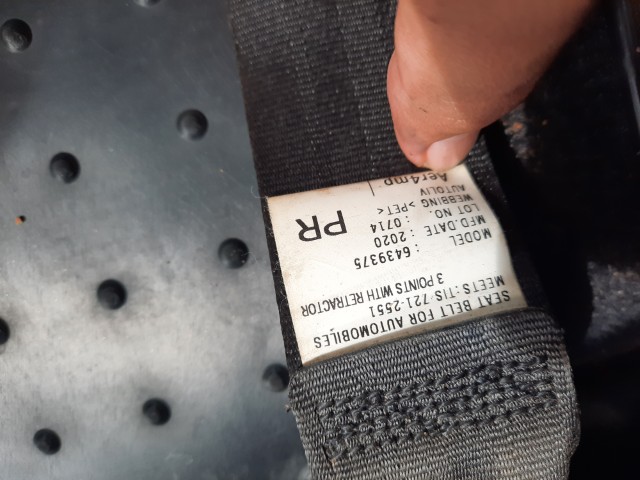 SEAT BELT FOR AUTOMOBILES
MEETS : TIS-721-2551
3 POINTS WITH RETRACTOR
MODEL : 6439375
MFD.DATE : 2020
LOT NO. : 0714
WEBBING >PET<
AUTOLIV
Aer4mp
PR